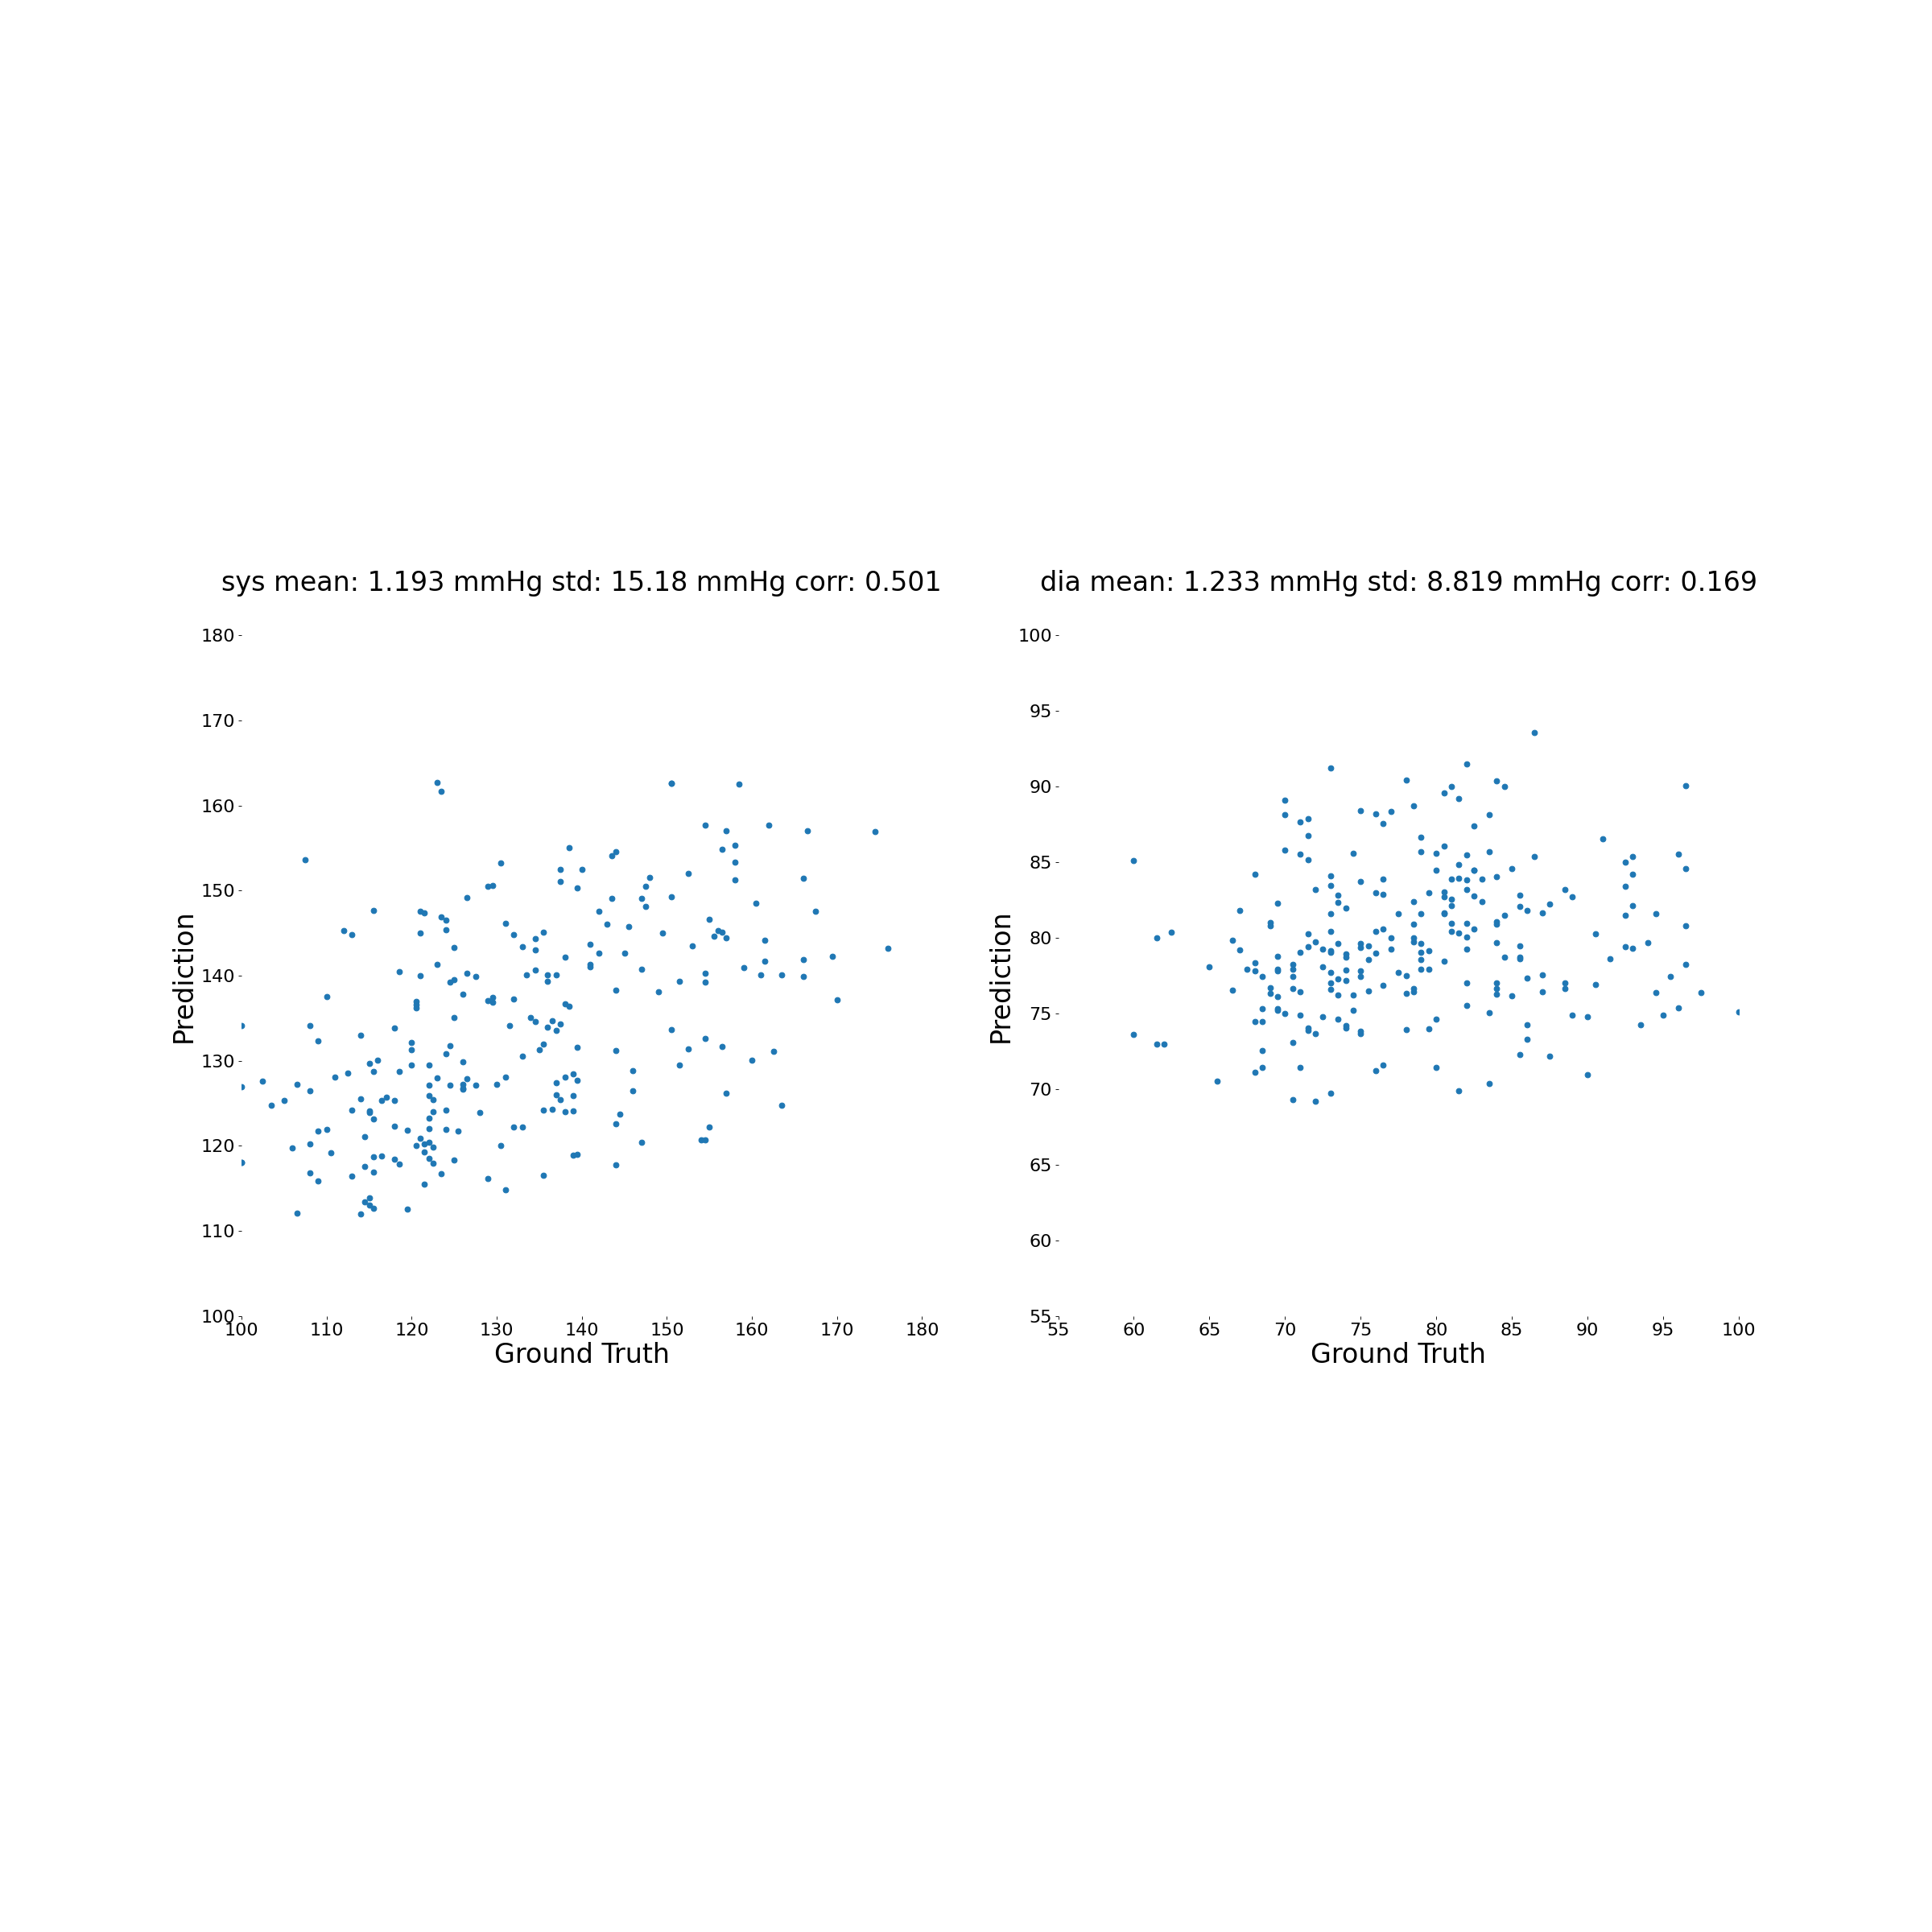 sys mean: 1.193 mmHg std: 15.18 mmHg corr: 0.501
180
170
160
150
140
130
120
110
100
Prediction
100 110 120 130 140 150 160 170 180
Ground Truth
dia mean: 1.233 mmHg std: 8.819 mmHg corr: 0.169
100
95
90
85
80
75
70
65
60
55
Prediction
55 60 65 70 75 80 85 90 95 100
Ground Truth